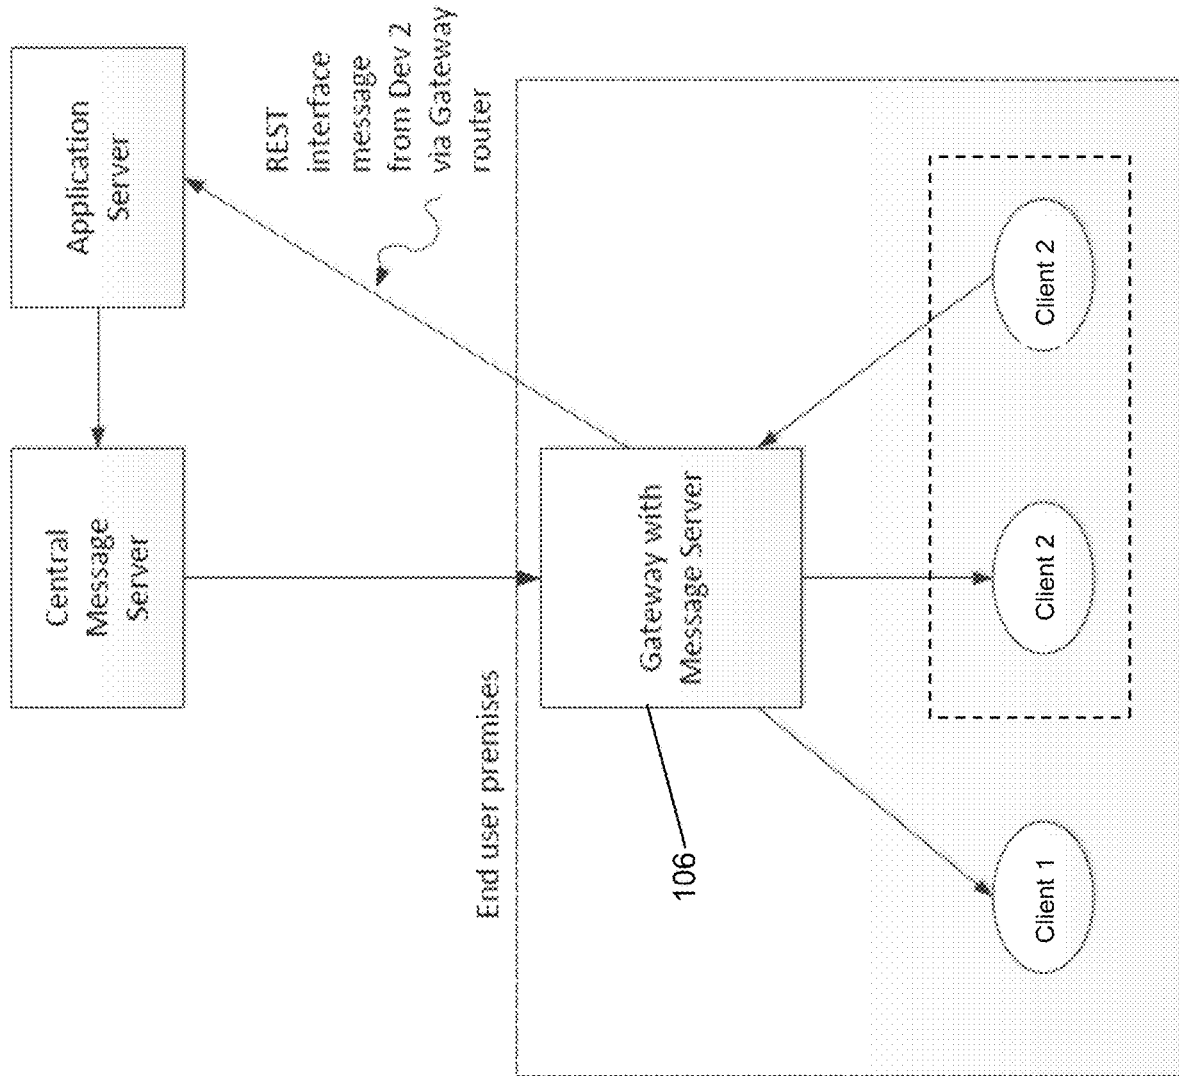 Central
Message
Server
Application
Server
REST
interface
message
from Dev 2
via Gateway
router
End user premises
Gateway with
Message Server
106
Client 1
Client 2
Client 2